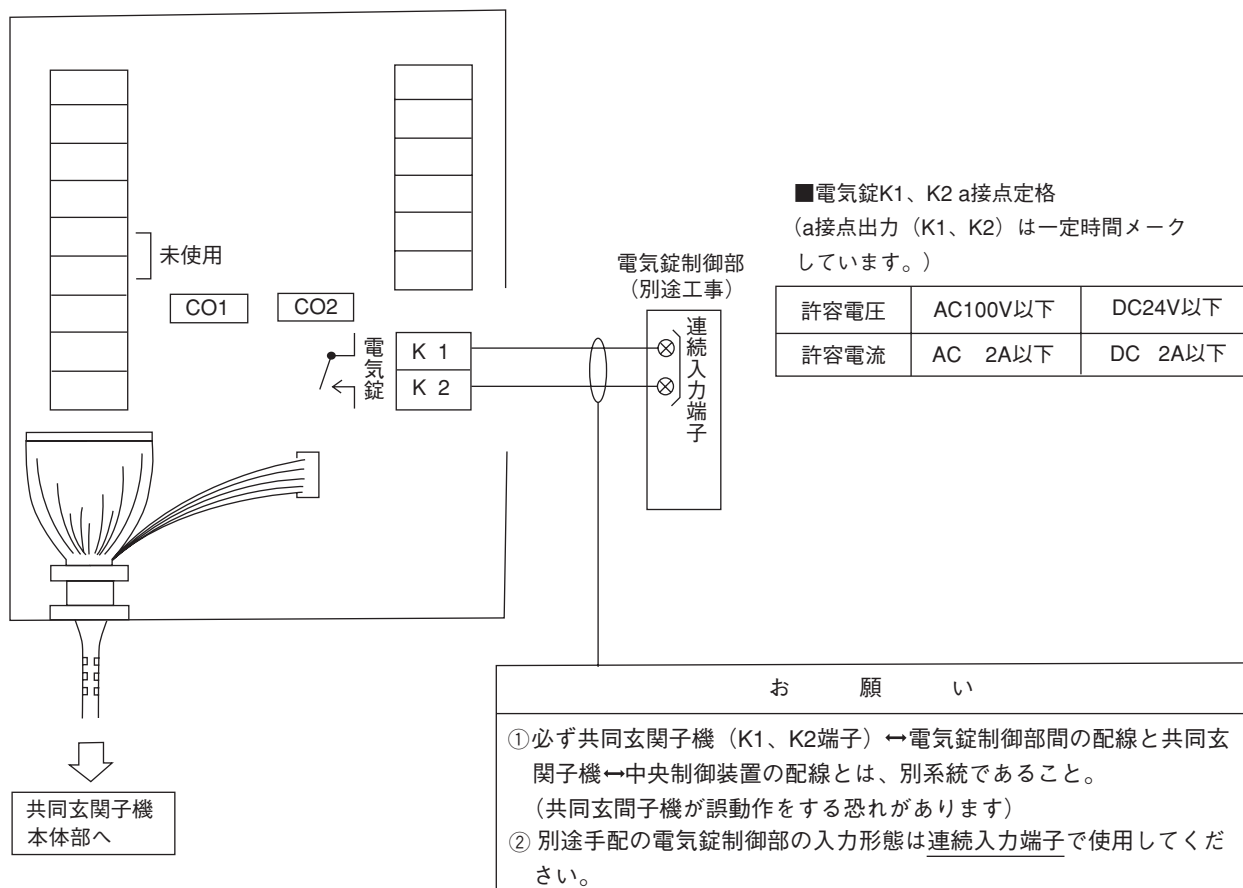 未使用
CO1
CO2
電気錠
K 1
K 2
電気錠制御部
（別途工事）
連続入力端子
■電気錠K1、K2 a接点定格
（a接点出力（K1、K2）は一定時間メーク
しています。）
許容電圧 AC100V以下 DC24V以下
許容電流 AC 2A以下 DC 2A以下
共同玄関子機
本体部へ
お 願 い
①必ず共同玄関子機（K1、K2端子）↔電気錠制御部間の配線と共同玄
関子機↔中央制御装置の配線とは、別系統であること。
（共同玄間子機が誤動作をする恐れがあります）
② 別途手配の電気錠制御部の入力形態は連続入力端子で使用してくだ
さい。